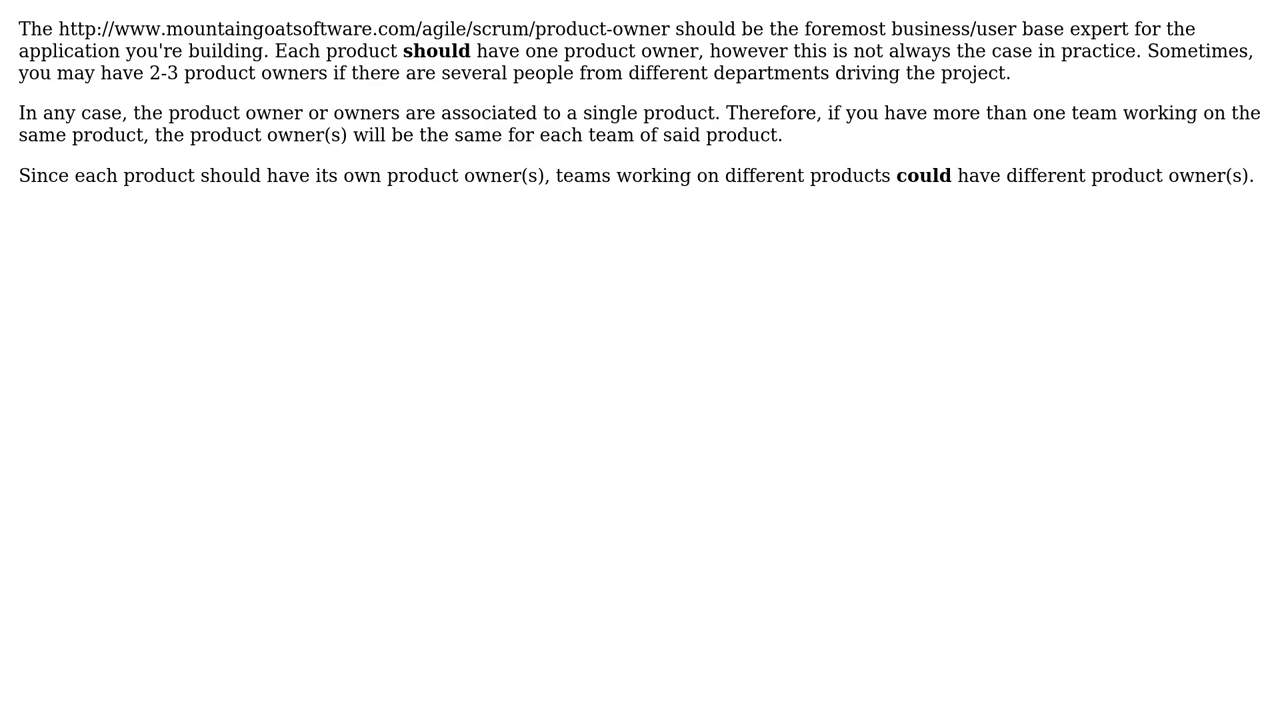 The http://www.mountaingoatsoftware.com/agile/scrum/product-owner should be the foremost business/user base expert for the
application you're building. Each product should have one product owner, however this is not always the case in practice. Sometimes,
you may have 2-3 product owners if there are several people from different departments driving the project.
In any case, the product owner or owners are associated to a single product. Therefore, if you have more than one team working on the
same product, the product owner(s) will be the same for each team of said product.
Since each product should have its own product owner(s), teams working on different products could have different product owner(s).